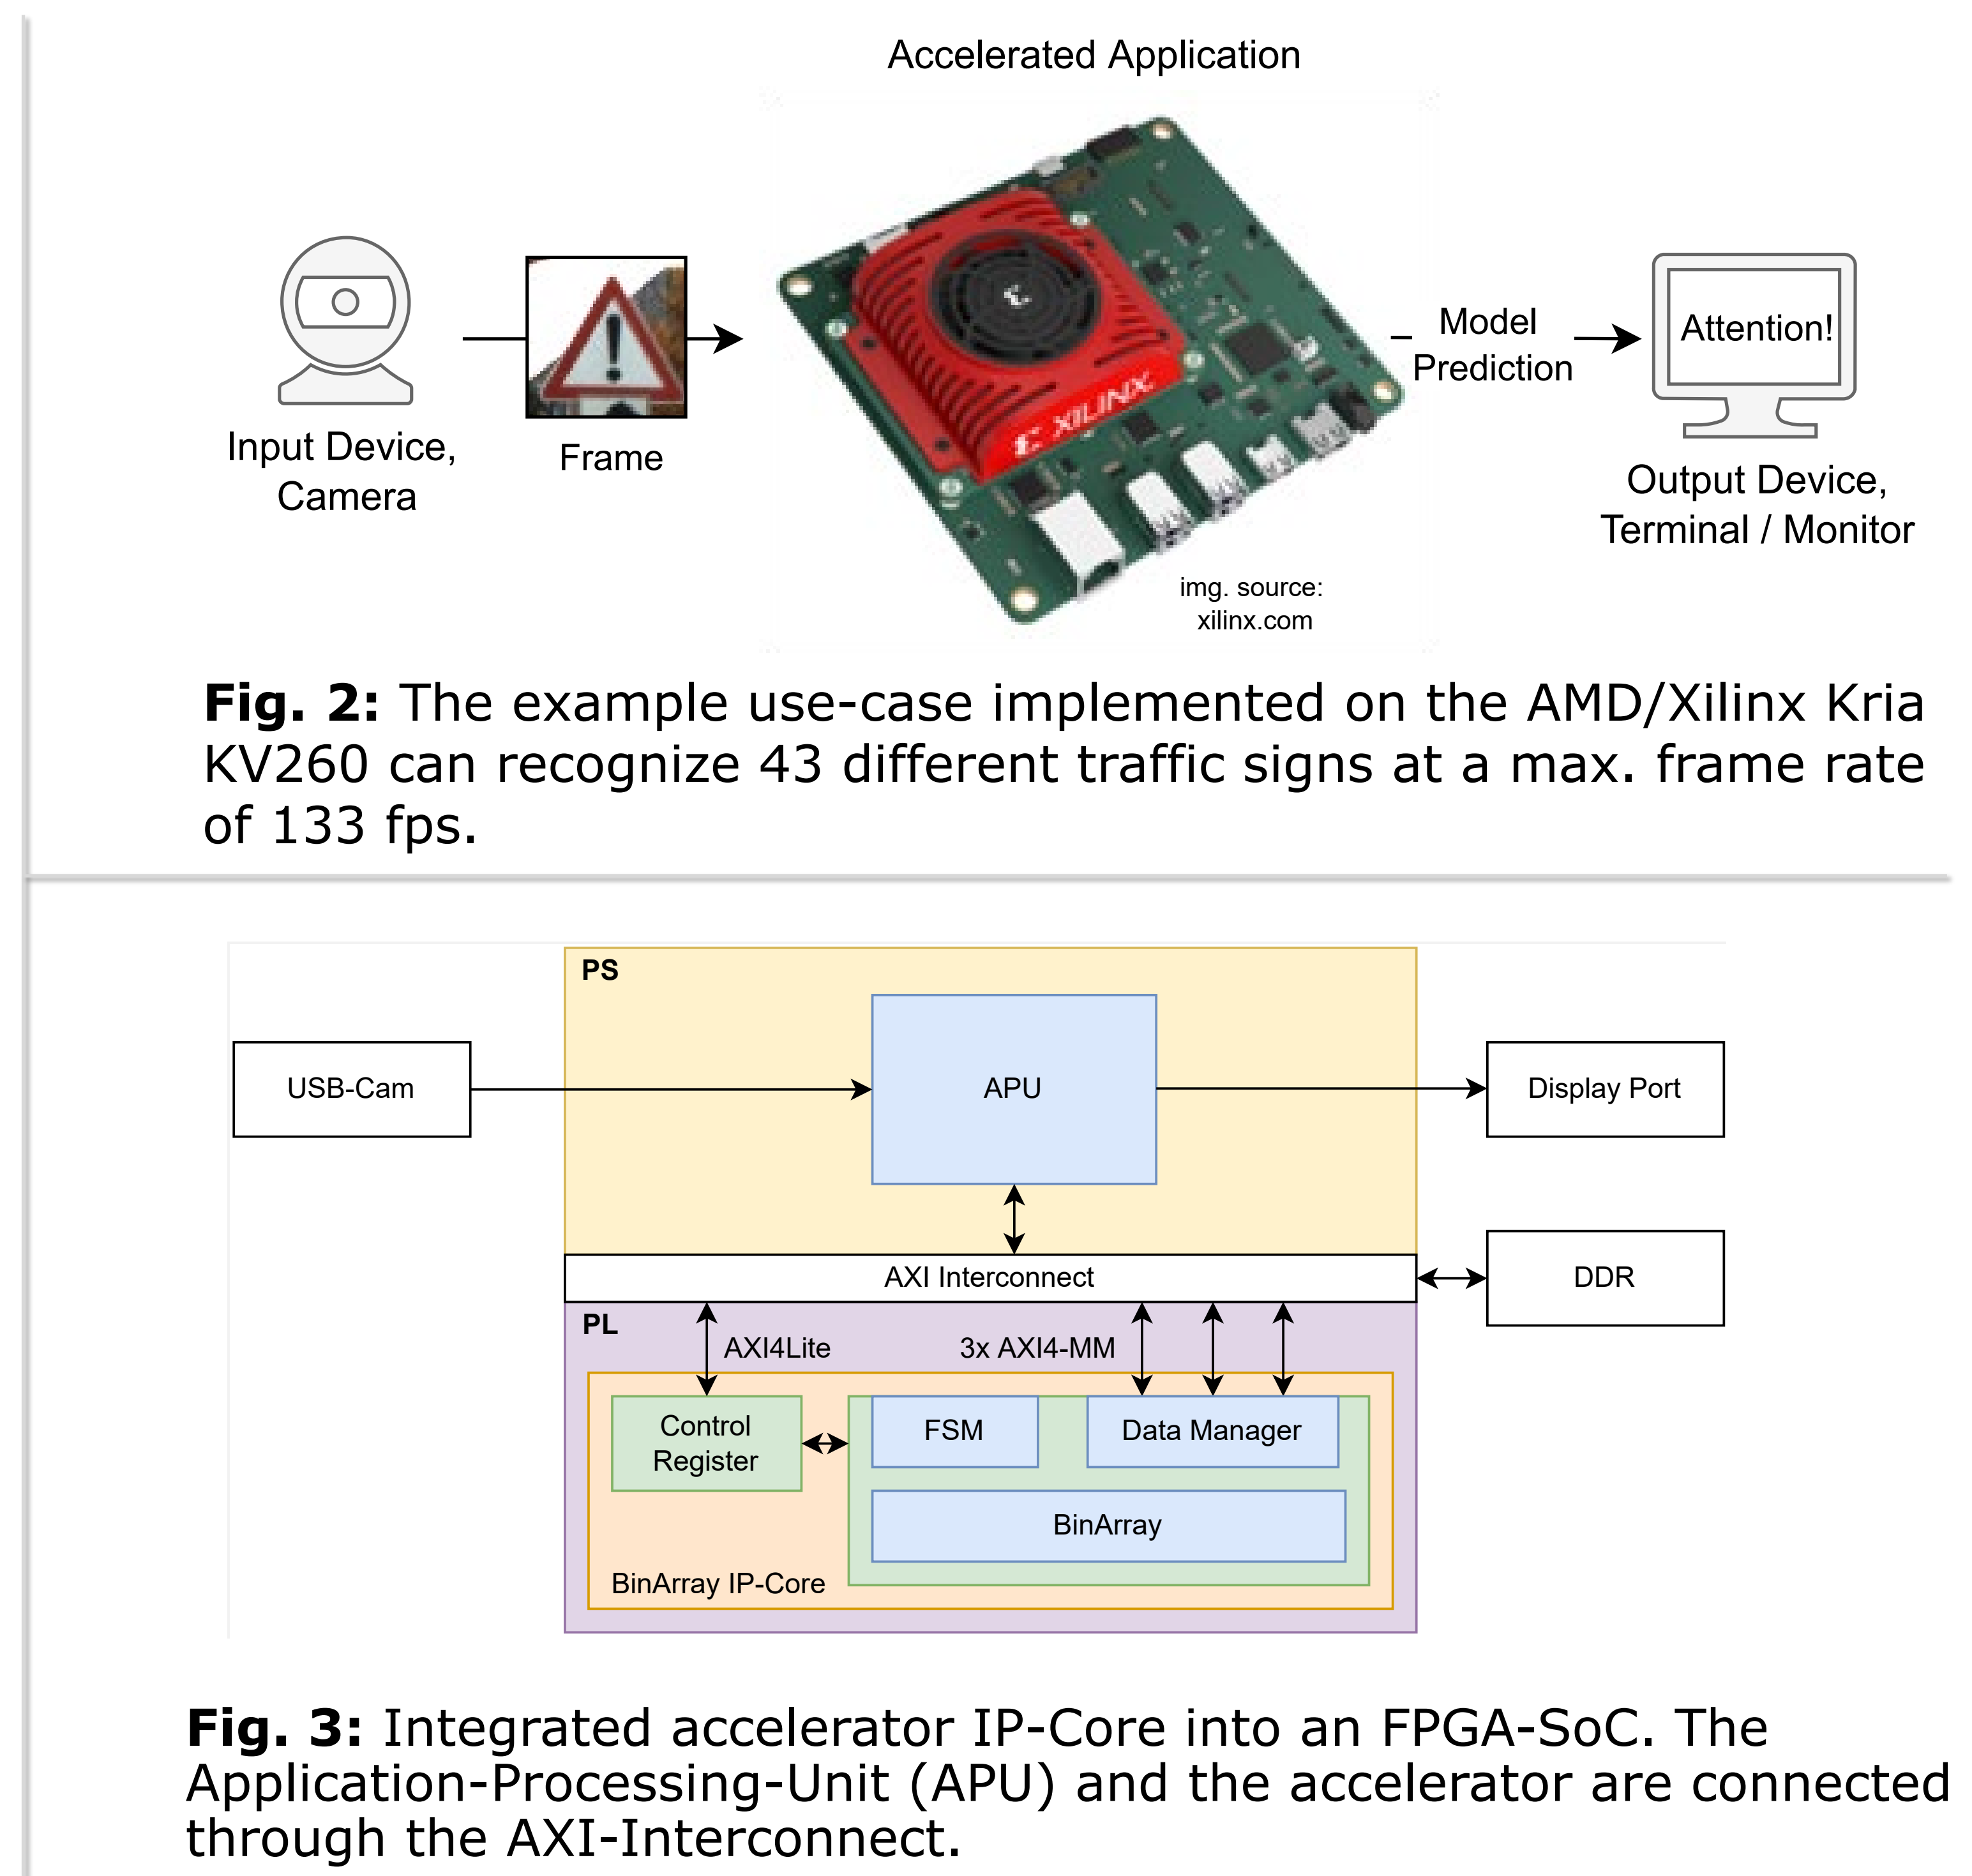 Accelerated Application
XILINX
Attention!
Model
Prediction
Input Device,
Camera
Frame
Output Device,
Terminal / Monitor
img. source:
xilinx.com
Fig. 2: The example use-case implemented on the AMD/Xilinx Kria
KV260 can recognize 43 different traffic signs at a max. frame rate
of 133 fps.
PS
USB-Cam
APU
Display Port
AXI Interconnect
DDR
PL
AXI4Lite
3x AXI4-MM
Control
Register
FSM
Data Manager
BinArray
BinArray IP-Core
Fig. 3: Integrated accelerator IP-Core into an FPGA-SoC. The
Application-Processing-Unit (APU) and the accelerator are connected
through the AXI-Interconnect.